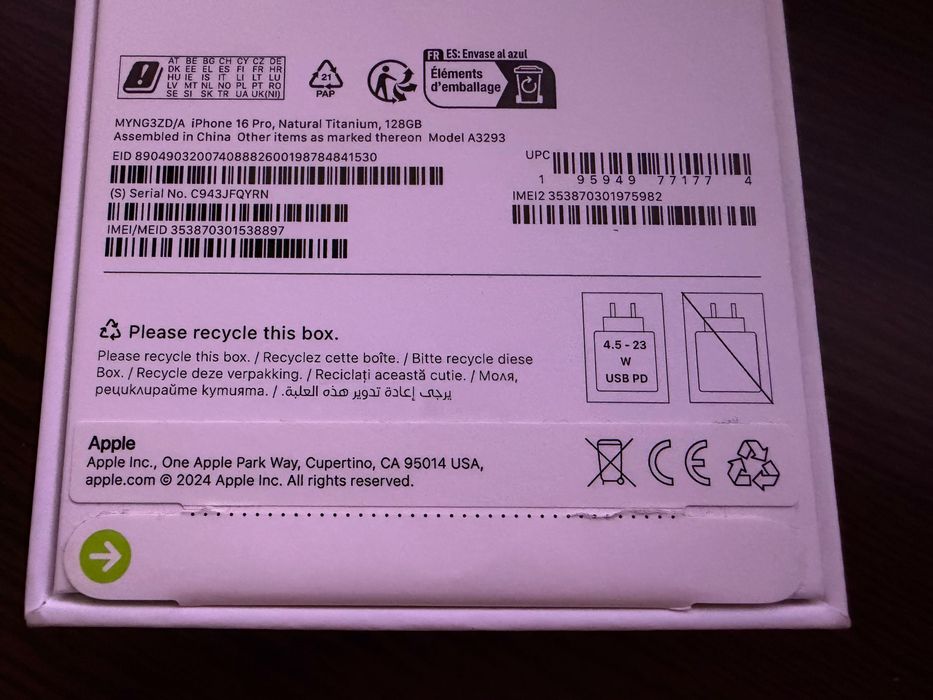 AT BE BG CH CY CZ DE
DK EE EL ES FI FR HR
HU IE IS IT LI LT LU
LV MT NL NO PL PT RO
SE SI SK TR UA UK(NI)
21
PAP
FR ES: Envase al azul
Éléments
d'emballage
MYNG3ZD/A iPhone 16 Pro, Natural Titanium, 128GB
Assembled in China Other items as marked thereon Model A3293
EID 89049032007408882600198784841530
UPC
1 95949 77177 4
(S) Serial No. C943JFQYRN
IMEI2 353870301975982
IMEI/MEID 353870301538897
Please recycle this box.
Please recycle this box. / Recyclez cette boîte. / Bitte recycle diese
Box. / Recycle deze verpakking. / Reciclați această cutie. / Моля,
рециклирайте кутията. / يرجى إعادة تدوير هذه العلبة.
4.5 - 23
W
USB PD
Apple
Apple Inc., One Apple Park Way, Cupertino, CA 95014 USA,
apple.com © 2024 Apple Inc. All rights reserved.
CE